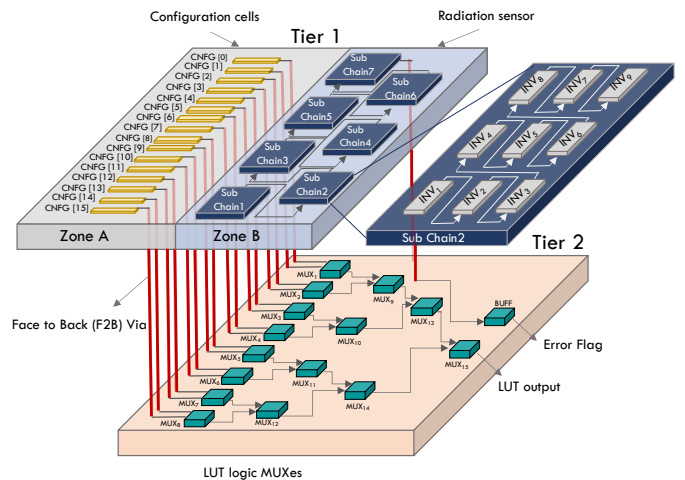 Configuration cells
Radiation sensor
Tier 1
CNFG [0]
CNFG [1]
CNFG [2]
CNFG [3]
CNFG [4]
CNFG [5]
CNFG [6]
CNFG [7]
CNFG [8]
CNFG [9]
CNFG [10]
CNFG [11]
CNFG [12]
CNFG [13]
CNFG [14]
CNFG [15]
Sub Chain7
Sub Chain6
Sub Chain5
Sub Chain4
Sub Chain3
Sub Chain2
Sub Chain1
INV8
INV7
INV9
INV4
INV5
INV6
INV1
INV2
INV3
Sub Chain2
Zone A
Zone B
Tier 2
MUX1
MUX2
MUX9
MUX3
MUX4
MUX10
MUX13
BUFF
MUX5
MUX6
MUX11
MUX15
MUX7
MUX8
MUX12
MUX14
Face to Back (F2B) Via
Error Flag
LUT output
LUT logic MUXes